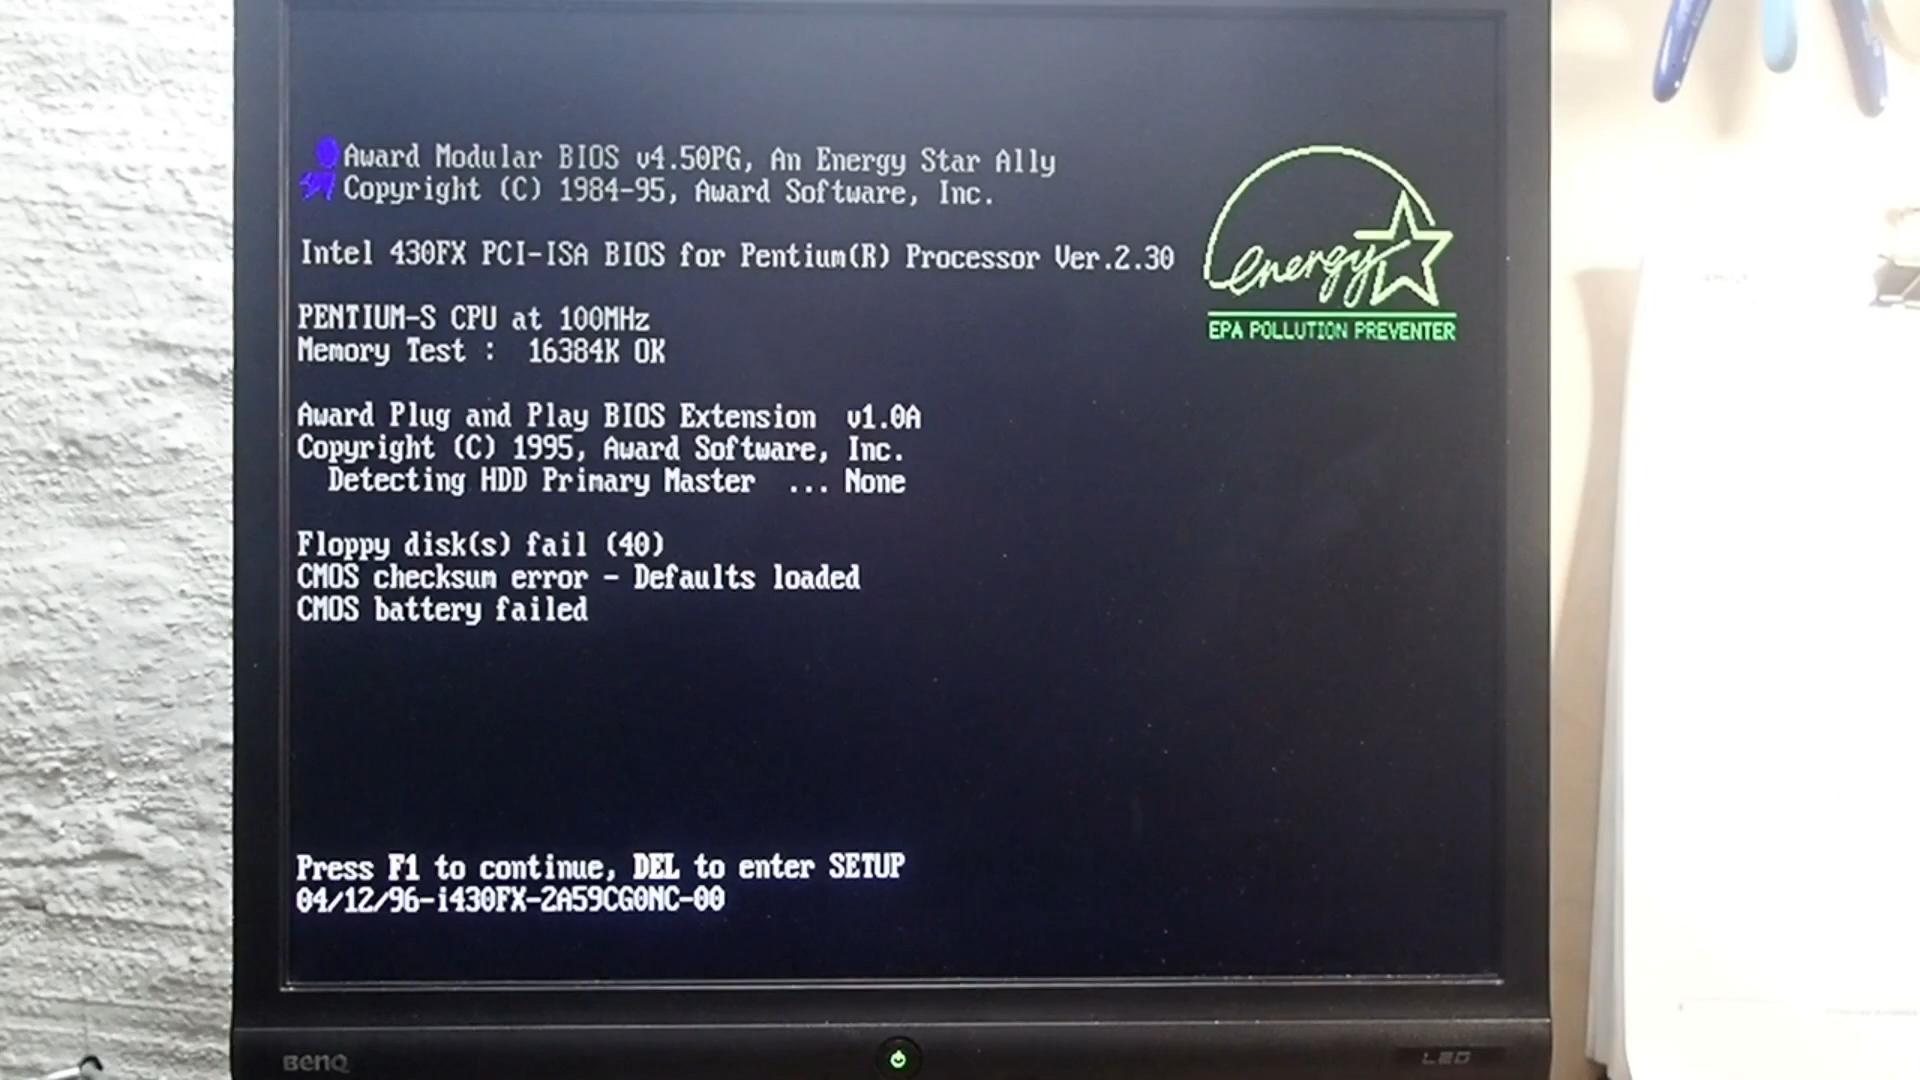 Award Modular BIOS v4.50PG, An Energy Star Ally
Copyright (C) 1984-95, Award Software, Inc.
Intel 430FX PCI-ISA BIOS for Pentium(R) Processor Ver.2.30
energy
EPA POLLUTION PREVENTER
PENTIUM-S CPU at 100MHz
Memory Test :  16384K OK
Award Plug and Play BIOS Extension  v1.0A
Copyright (C) 1995, Award Software, Inc.
Detecting HDD Primary Master  ... None
Floppy disk(s) fail (40)
CMOS checksum error - Defaults loaded
CMOS battery failed
Press F1 to continue, DEL to enter SETUP
04/12/96-i430FX-2A59CG0NC-00
BenQ
LED